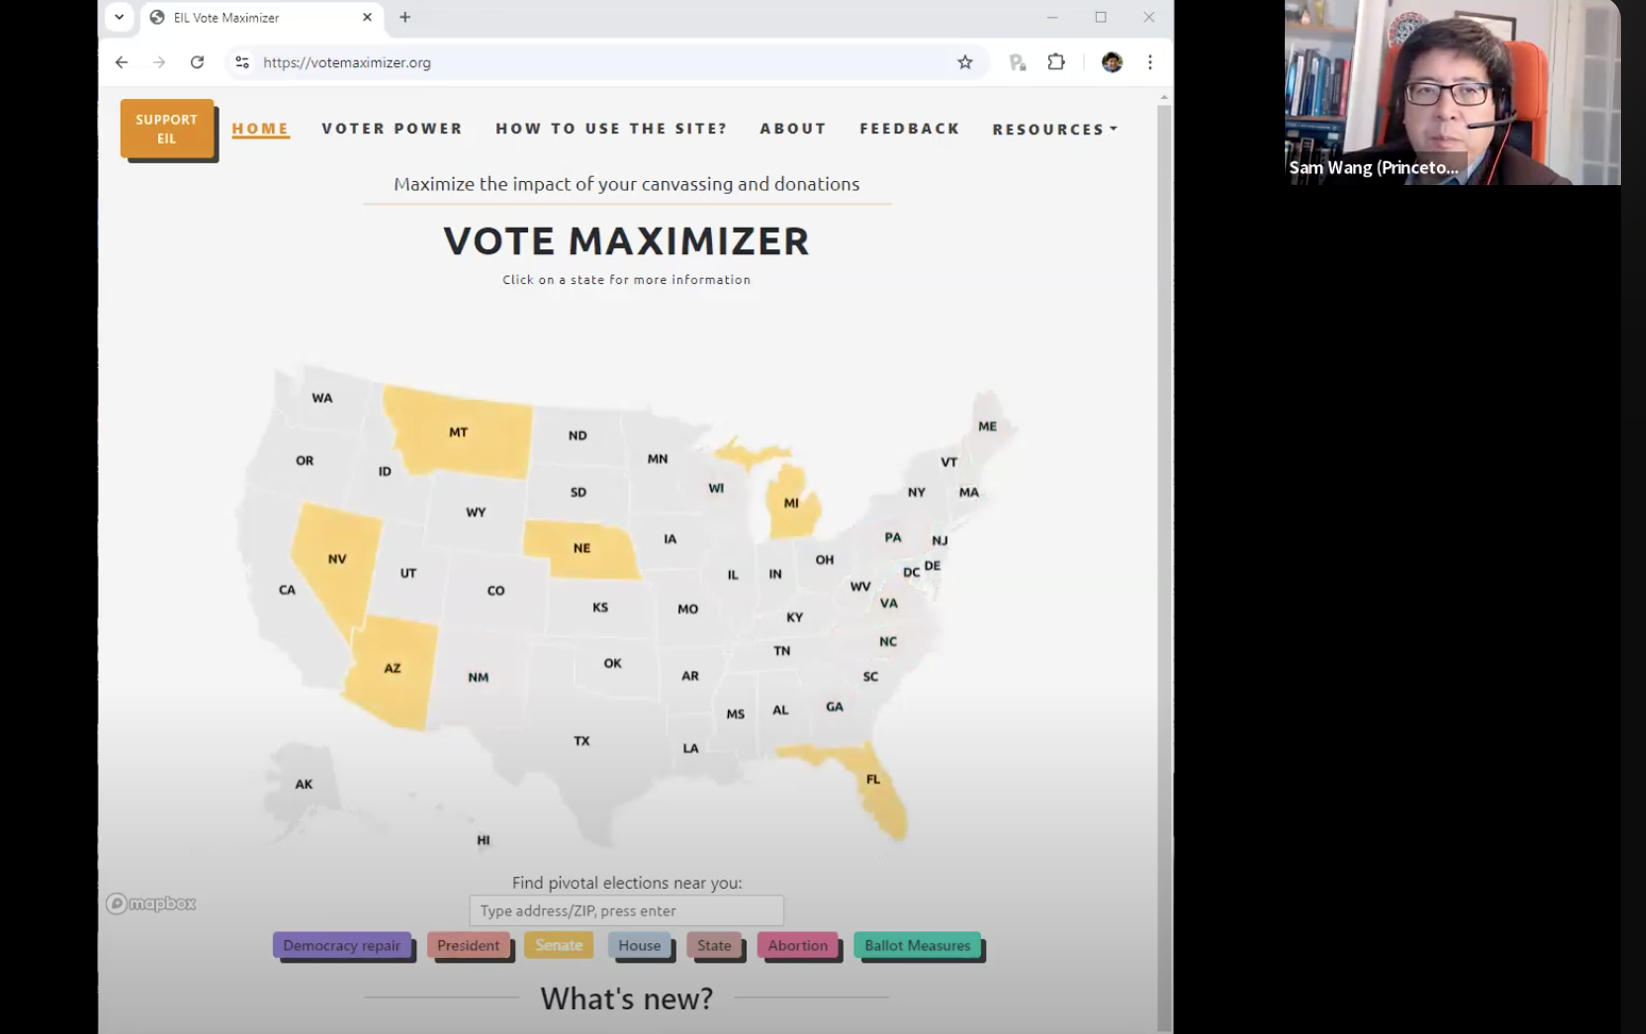 EIL Vote Maximizer
https://votemaximizer.org
SUPPORT
EIL
HOME
VOTER POWER
HOW TO USE THE SITE?
ABOUT
FEEDBACK
RESOURCES
Sam Wang (Princeto...
Maximize the impact of your canvassing and donations
VOTE MAXIMIZER
Click on a state for more information
WA
MT
ND
MN
ME
OR
ID
SD
WI
MI
VT
NY
MA
WY
NV
UT
NE
IA
PA
NJ
OH
DC
DE
CA
CO
IL
IN
WV
VA
KS
MO
KY
NC
AZ
NM
OK
AR
TN
SC
MS
AL
GA
TX
LA
FL
AK
HI
Find pivotal elections near you:
mapbox
Type address/ZIP, press enter
Democracy repair
President
Senate
House
State
Abortion
Ballot Measures
What's new?